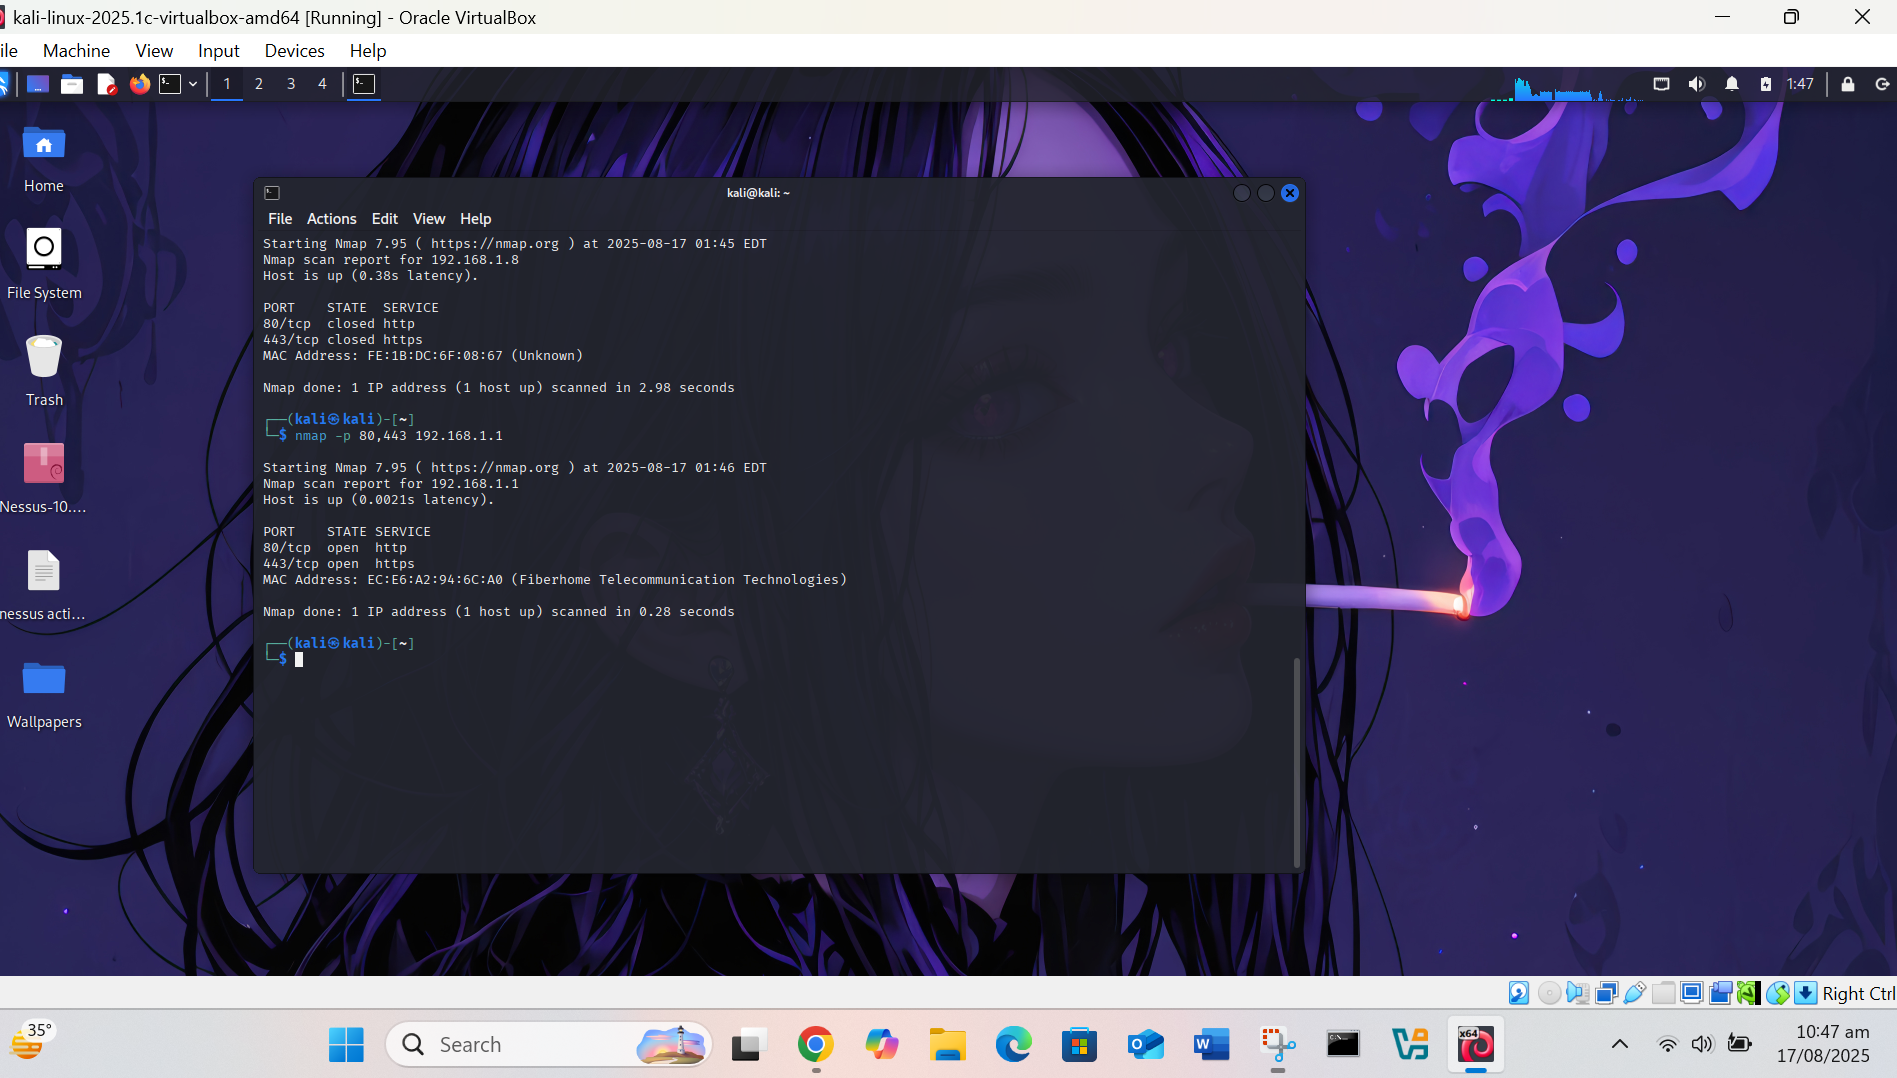 kali-linux-2025.1c-virtualbox-amd64 [Running] - Oracle VirtualBox
ile Machine View Input Devices Help
1 2 3 4 1:47
Home
File System
Trash
Nessus-10....
nessus acti...
Wallpapers
kali@kali: ~
File Actions Edit View Help
Starting Nmap 7.95 ( https://nmap.org ) at 2025-08-17 01:45 EDT
Nmap scan report for 192.168.1.8
Host is up (0.38s latency).
PORT    STATE  SERVICE
80/tcp  closed http
443/tcp closed https
MAC Address: FE:1B:DC:6F:08:67 (Unknown)
Nmap done: 1 IP address (1 host up) scanned in 2.98 seconds
┌──(kali㉿kali)-[~]
└─$ nmap -p 80,443 192.168.1.1
Starting Nmap 7.95 ( https://nmap.org ) at 2025-08-17 01:46 EDT
Nmap scan report for 192.168.1.1
Host is up (0.0021s latency).
PORT    STATE SERVICE
80/tcp  open  http
443/tcp open  https
MAC Address: EC:E6:A2:94:6C:A0 (Fiberhome Telecommunication Technologies)
Nmap done: 1 IP address (1 host up) scanned in 0.28 seconds
┌──(kali㉿kali)-[~]
└─$
Right Ctrl
35°
Search
x64
10:47 am
17/08/2025